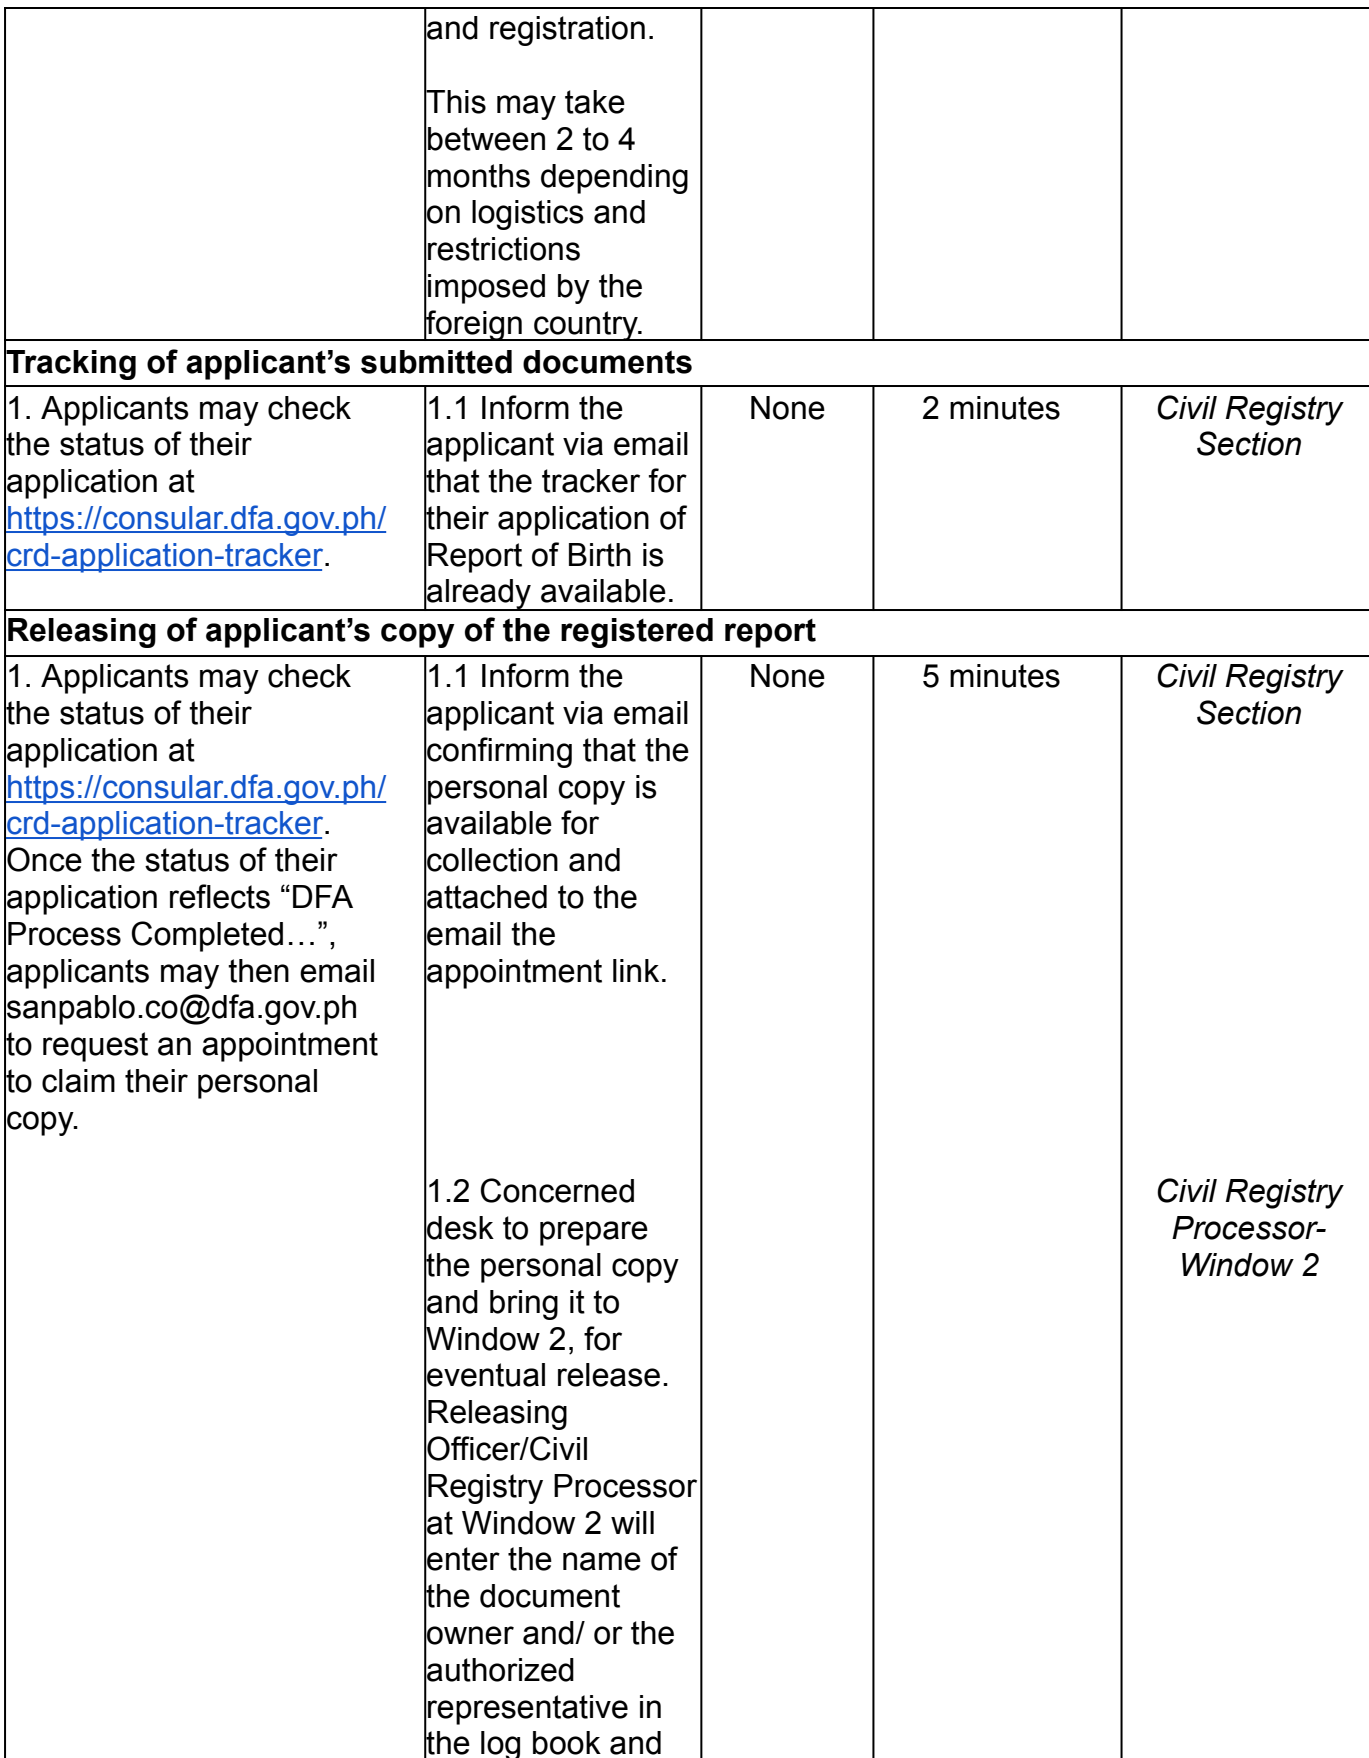 and registration.
This may take
between 2 to 4
months depending
on logistics and
restrictions
imposed by the
foreign country.
Tracking of applicant’s submitted documents
1. Applicants may check
the status of their
application at
https://consular.dfa.gov.ph/
crd-application-tracker.
1.1 Inform the
applicant via email
that the tracker for
their application of
Report of Birth is
already available.
None
2 minutes
Civil Registry
Section
Releasing of applicant’s copy of the registered report
1. Applicants may check
the status of their
application at
https://consular.dfa.gov.ph/
crd-application-tracker.
Once the status of their
application reflects “DFA
Process Completed…”,
applicants may then email
sanpablo.co@dfa.gov.ph
to request an appointment
to claim their personal
copy.
1.1 Inform the
applicant via email
confirming that the
personal copy is
available for
collection and
attached to the
email the
appointment link.
None
5 minutes
Civil Registry
Section
1.2 Concerned
desk to prepare
the personal copy
and bring it to
Window 2, for
eventual release.
Releasing
Officer/Civil
Registry Processor
at Window 2 will
enter the name of
the document
owner and/ or the
authorized
representative in
the log book and
Civil Registry
Processor-
Window 2